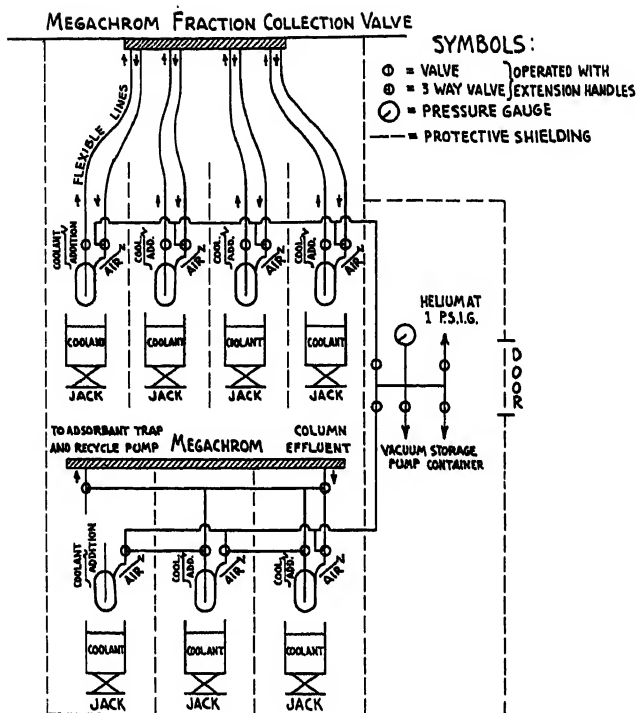 MEGACHROM FRACTION COLLECTION VALVE
SYMBOLS:
= VALVE
= 3 WAY VALVE
OPERATED WITH
EXTENSION HANDLES
= PRESSURE GAUGE
= PROTECTIVE SHIELDING
FLEXIBLE LINES
COOLANT
ADDITION
AIR
COOL
ADD.
AIR
COOL
ADD.
AIR
COOL
ADD.
AIR
HELIUM AT
1 P.S.I.G.
DOOR
COOLANT
COOLANT
COOLANT
COOLANT
JACK
JACK
JACK
JACK
TO ADSORBANT TRAP
AND RECYCLE PUMP
MEGACHROM
COLUMN
EFFLUENT
VACUUM
PUMP
STORAGE
CONTAINER
COOLANT
ADDITION
AIR
COOL
ADD.
AIR
COOL
ADD.
AIR
COOLANT
COOLANT
COOLANT
JACK
JACK
JACK